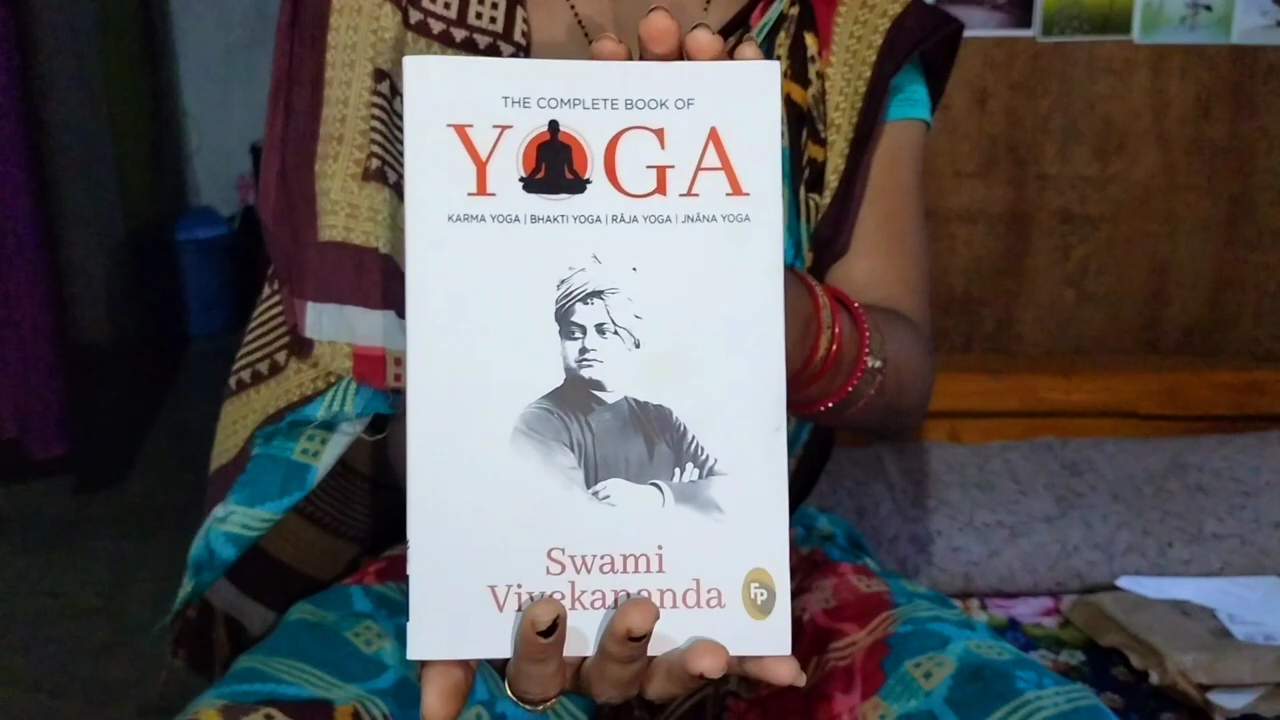 THE COMPLETE BOOK OF
YOGA
KARMA YOGA | BHAKTI YOGA | RĀJA YOGA | JNĀNA YOGA
Swami
Vivekananda
FP